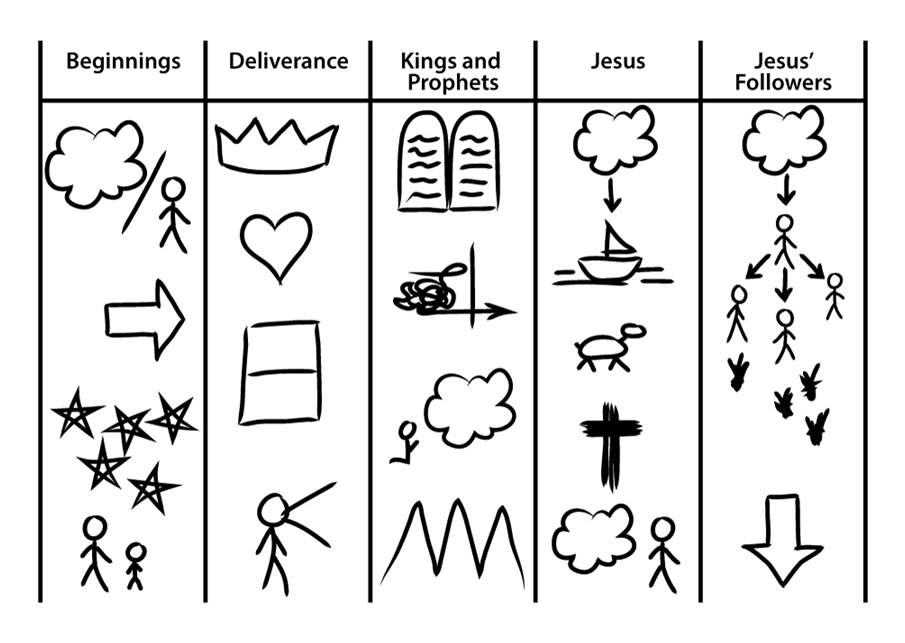 Beginnings
Deliverance
Kings and
Prophets
Jesus
Jesus’
Followers